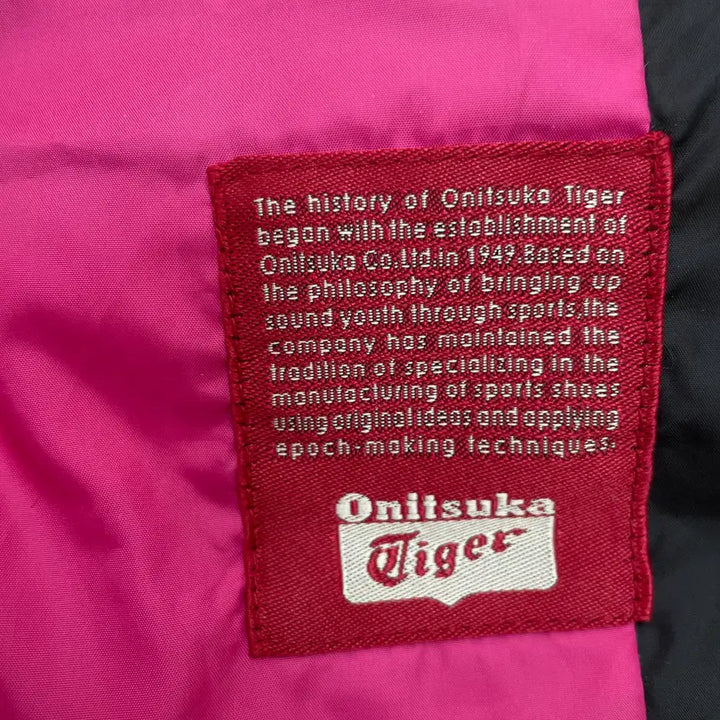 The history of Onitsuka Tiger
began with the establishment of
Onitsuka Co.Ltd.in 1949.Based on
the philosophy of bringing up
sound youth through sports,the
company has maintained the
tradition of specializing in the
manufacturing of sports shoes
using original ideas and applying
epoch-making techniques.
Onitsuka
Tiger